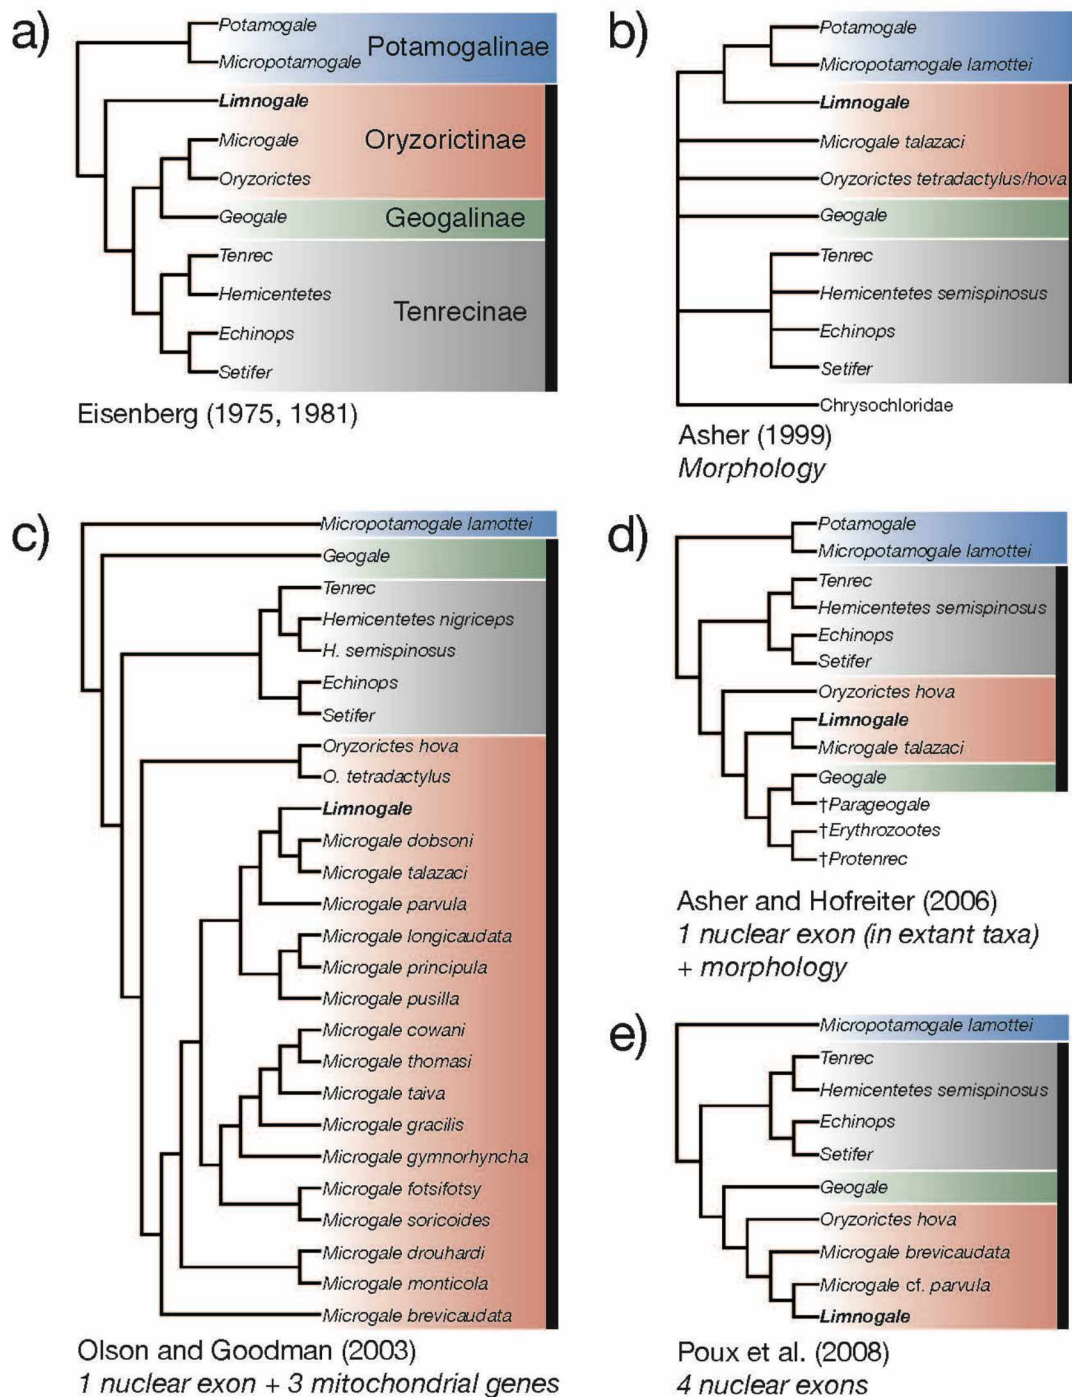 a)
Potamogale
Micropotamogale
Potamogalinae
Limnogale
Microgale
Oryzorictes
Oryzorictinae
Geogale
Geogalinae
Tenrec
Hemicentetes
Echinops
Setifer
Tenrecinae
Eisenberg (1975, 1981)
b)
Potamogale
Micropotamogale lamottei
Limnogale
Microgale talazaci
Oryzorictes tetradactylus/hova
Geogale
Tenrec
Hemicentetes semispinosus
Echinops
Setifer
Chrysochloridae
Asher (1999)
Morphology
c)
Micropotamogale lamottei
Geogale
Tenrec
Hemicentetes nigriceps
H. semispinosus
Echinops
Setifer
Oryzorictes hova
O. tetradactylus
Limnogale
Microgale dobsoni
Microgale talazaci
Microgale parvula
Microgale longicaudata
Microgale principula
Microgale pusilla
Microgale cowani
Microgale thomasi
Microgale taiva
Microgale gracilis
Microgale gymnorhyncha
Microgale fotsifotsy
Microgale soricoides
Microgale drouhardi
Microgale monticola
Microgale brevicaudata
Olson and Goodman (2003)
1 nuclear exon + 3 mitochondrial genes
d)
Potamogale
Micropotamogale lamottei
Tenrec
Hemicentetes semispinosus
Echinops
Setifer
Oryzorictes hova
Limnogale
Microgale talazaci
Geogale
†Parageogale
†Erythrozootes
†Protenrec
Asher and Hofreiter (2006)
1 nuclear exon (in extant taxa)
+ morphology
e)
Micropotamogale lamottei
Tenrec
Hemicentetes semispinosus
Echinops
Setifer
Geogale
Oryzorictes hova
Microgale brevicaudata
Microgale cf. parvula
Limnogale
Poux et al. (2008)
4 nuclear exons